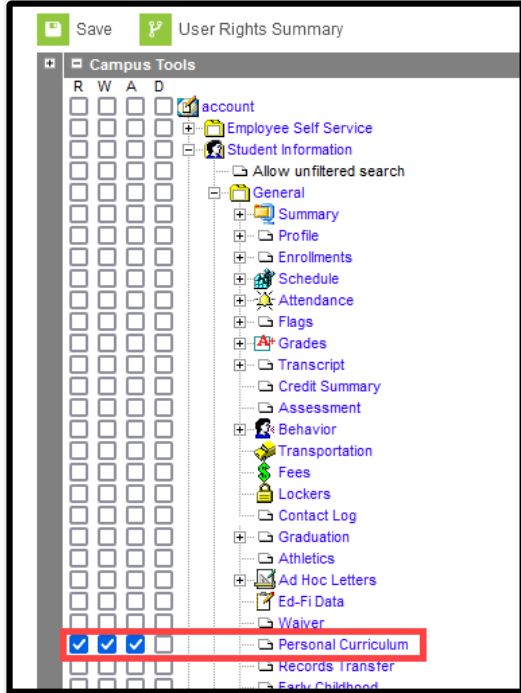 Save User Rights Summary
Campus Tools
R W A D
account
Employee Self Service
Student Information
Allow unfiltered search
General
Summary
Profile
Enrollments
Schedule
Attendance
Flags
A+ Grades
Transcript
Credit Summary
Assessment
Behavior
Transportation
Fees
Lockers
Contact Log
Graduation
Athletics
Ad Hoc Letters
Ed-Fi Data
Waiver
Personal Curriculum
Records Transfer
Early Childhood